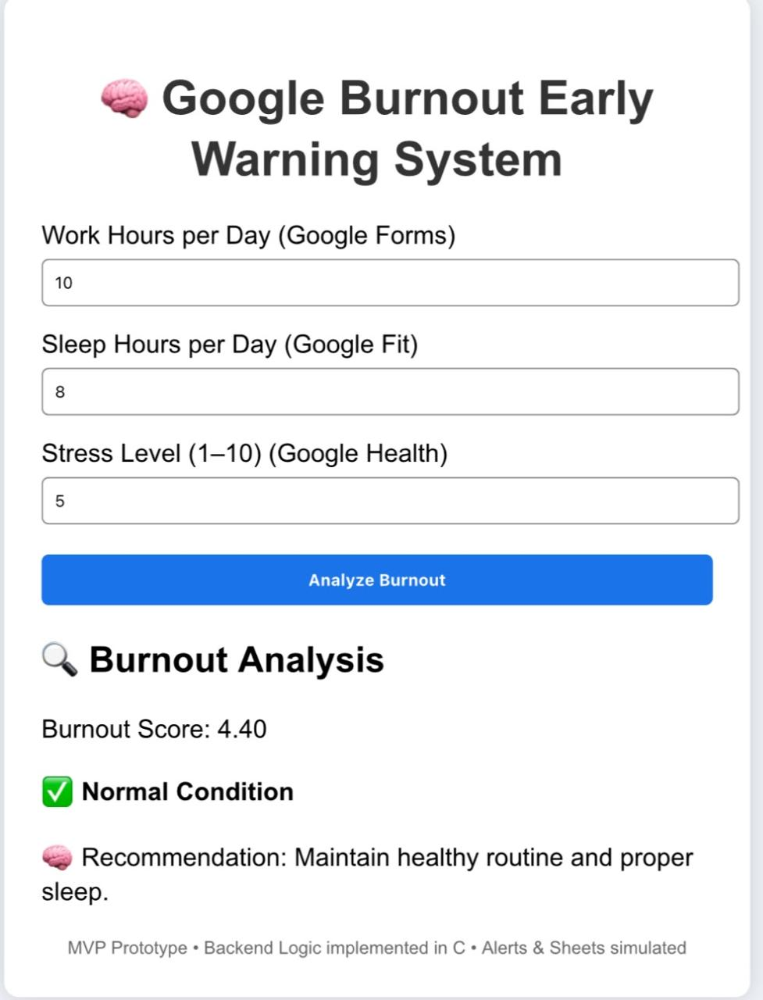 🧠 Google Burnout Early
Warning System
Work Hours per Day (Google Forms)
10
Sleep Hours per Day (Google Fit)
8
Stress Level (1–10) (Google Health)
5
Analyze Burnout
🔍 Burnout Analysis
Burnout Score: 4.40
✅ Normal Condition
🧠 Recommendation: Maintain healthy routine and proper
sleep.
MVP Prototype • Backend Logic implemented in C • Alerts & Sheets simulated